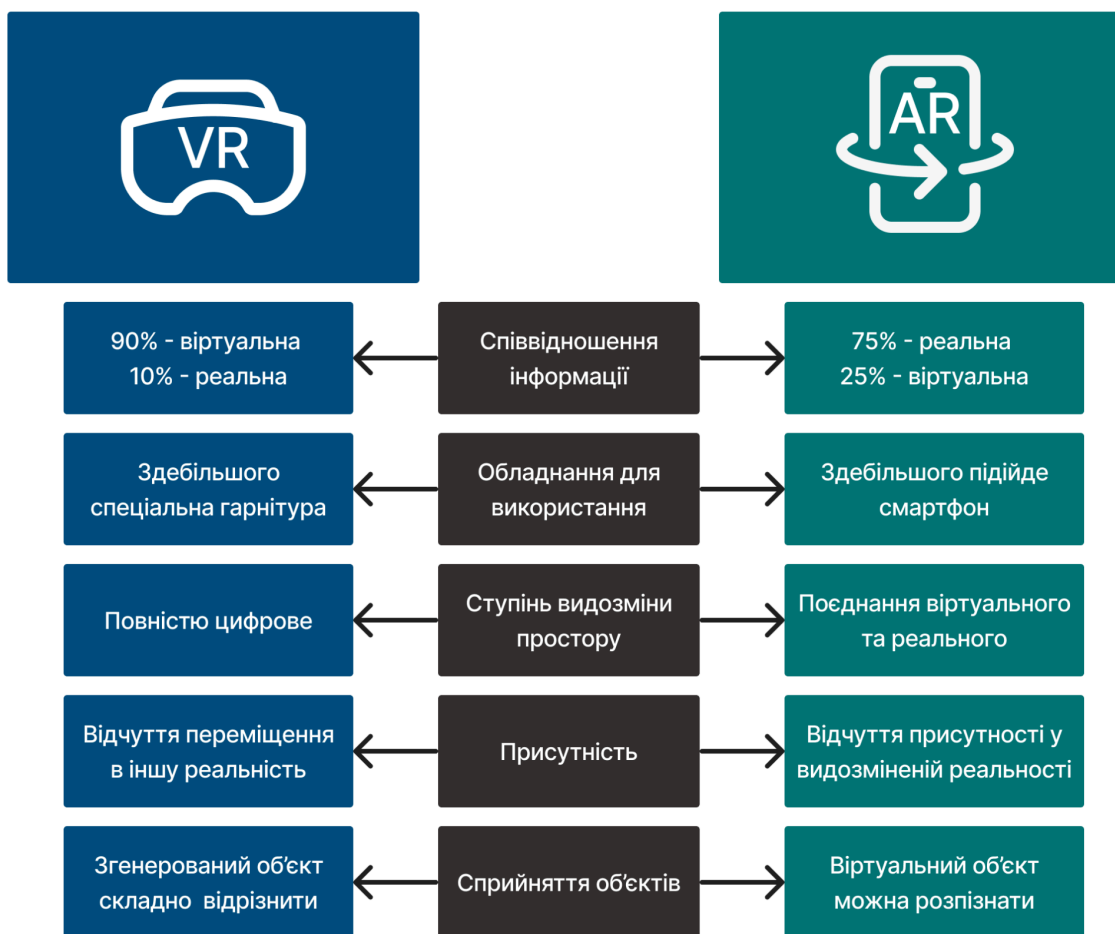 VR
AR
90% - віртуальна
10% - реальна
Співвідношення
інформації
75% - реальна
25% - віртуальна
Здебільшого
спеціальна гарнітура
Обладнання для
використання
Здебільшого підійде
смартфон
Повністю цифрове
Ступінь видозміни
простору
Поєднання віртуального
та реального
Відчуття переміщення
в іншу реальність
Присутність
Відчуття присутності у
видозміненій реальності
Згенерований об’єкт
складно відрізнити
Сприйняття об’єктів
Віртуальний об’єкт
можна розпізнати